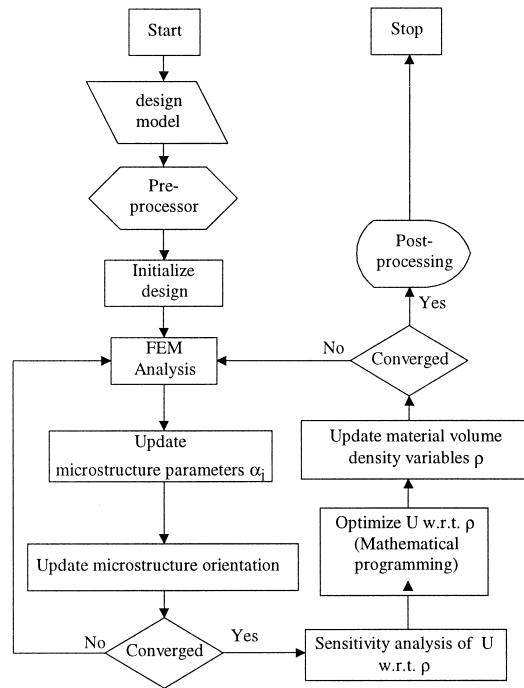 Start
design
model
Pre-
processor
Initialize
design
FEM
Analysis
Update
microstructure parameters αi
Update microstructure orientation
No
Converged
Yes
Sensitivity analysis of U
w.r.t. ρ
Optimize U w.r.t. ρ
(Mathematical
programming)
Update material volume
density variables ρ
No
Converged
Yes
Post-
processing
Stop